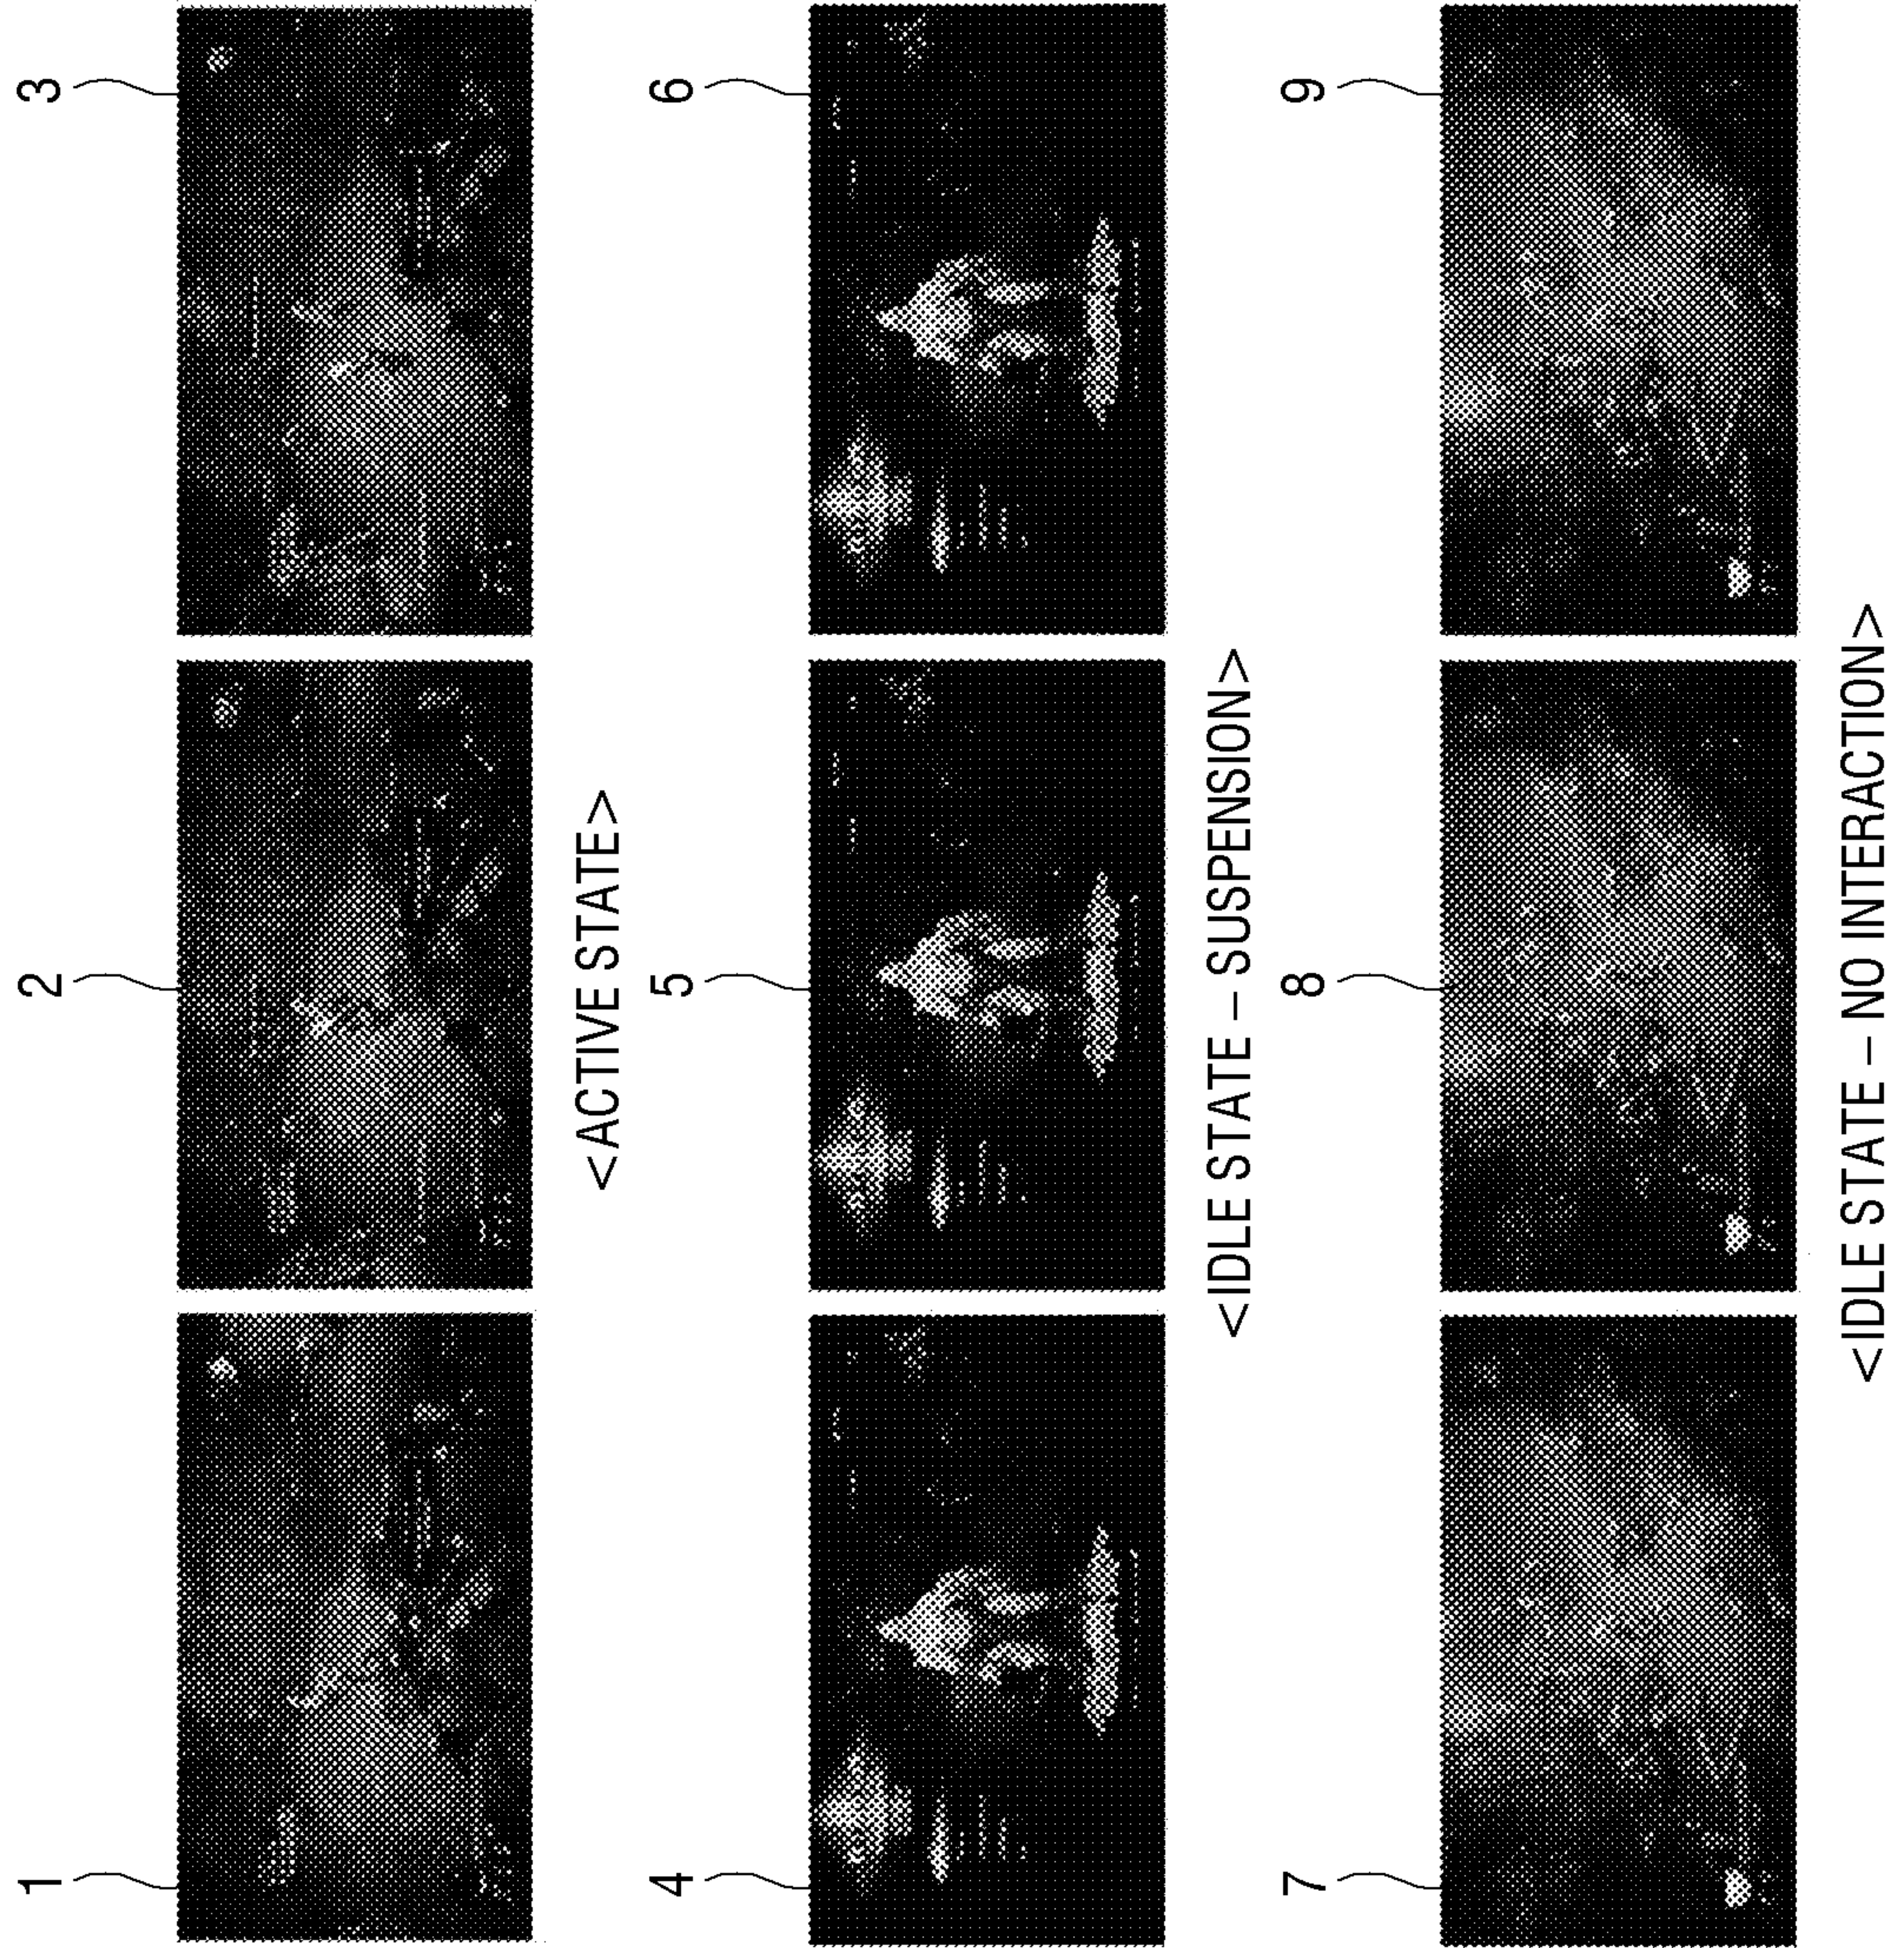 1 2 3
<ACTIVE STATE>
4 5 6
<IDLE STATE – SUSPENSION>
7 8 9
<IDLE STATE – NO INTERACTION>